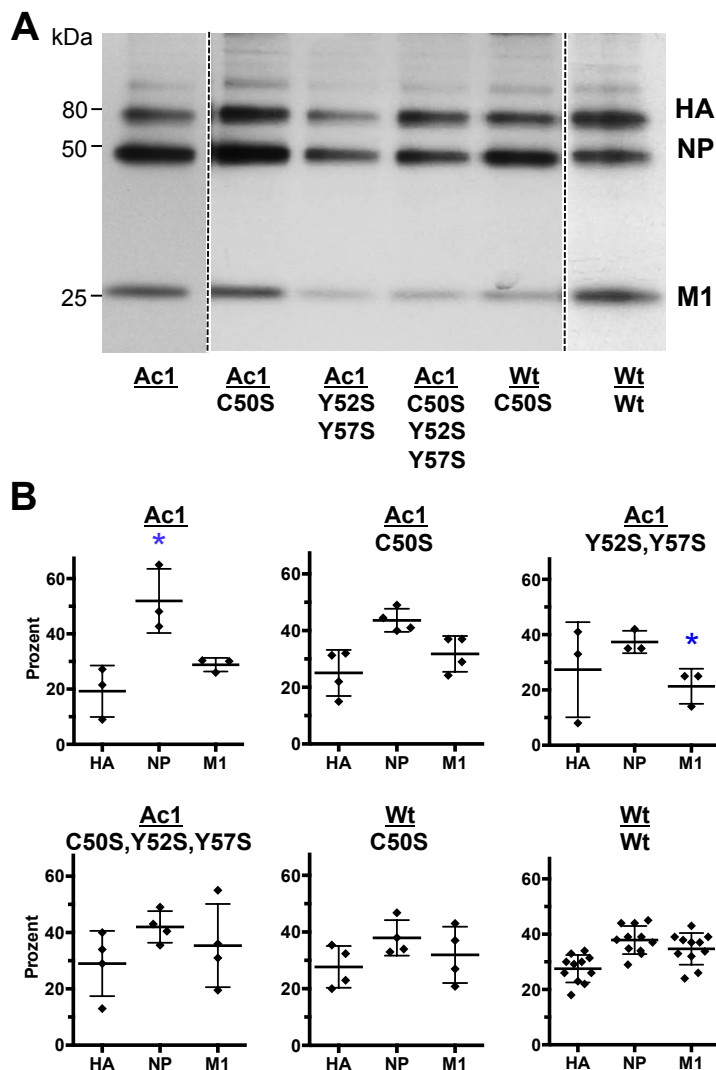 A
kDa
80
50
25
HA
NP
M1
Ac1 Ac1 Ac1 Ac1 Wt Wt
C50S Y52S C50S C50S Wt
Y57S Y52S
Y57S
B
Ac1
*
60
40
20
0
Prozent
HA NP M1
Ac1
C50S
60
40
20
0
HA NP M1
Ac1
Y52S,Y57S
*
60
40
20
0
HA NP M1
Ac1
C50S,Y52S,Y57S
60
40
20
0
Prozent
HA NP M1
Wt
C50S
60
40
20
0
HA NP M1
Wt
Wt
60
40
20
0
HA NP M1